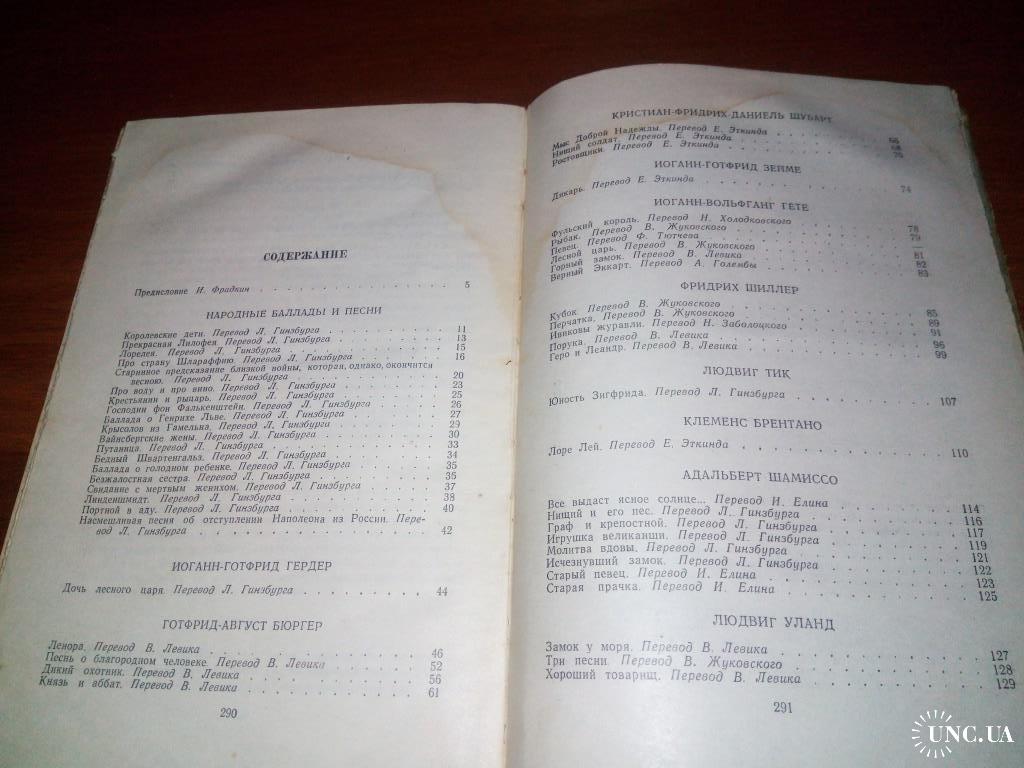 СОДЕРЖАНИЕ
Предисловие И. Фрадкин . . . . . . . . . . . . . . . 5
НАРОДНЫЕ БАЛЛАДЫ И ПЕСНИ
Королевские дети. Перевод Л. Гинзбурга . . . . . . . . . 11
Прекрасная Лилофея. Перевод Л. Гинзбурга . . . . . . . . 13
Лорелея. Перевод Л. Гинзбурга . . . . . . . . . . . . 15
Про страну Шлараффию. Перевод Л. Гинзбурга . . . . . . . 16
Старинное предсказание близкой войны, которая, однако, окончится
весною. Перевод Л. Гинзбурга . . . . . . . . . . . 20
Про воду и про вино. Перевод Л. Гинзбурга . . . . . . . . 23
Крестьянин и рыцарь. Перевод Л. Гинзбурга . . . . . . . . 25
Господин фон Фалькенштейн. Перевод Л. Гинзбурга . . . . . 26
Баллада о Генрихе Льве. Перевод Л. Гинзбурга . . . . . . . 27
Крысолов из Гамельна. Перевод Л. Гинзбурга . . . . . . . 29
Вайнсбергские жены. Перевод Л. Гинзбурга . . . . . . . . 30
Путаница. Перевод Л. Гинзбурга . . . . . . . . . . . 33
Бедный Швартенгальз. Перевод Л. Гинзбурга . . . . . . . 34
Баллада о голодном ребенке. Перевод Л. Гинзбурга . . . . . 35
Безжалостная сестра. Перевод Л. Гинзбурга . . . . . . . . 35
Свидание с мертвым женихом. Перевод Л. Гинзбурга . . . . . 37
Линденшмидт. Перевод Л. Гинзбурга . . . . . . . . . . 38
Портной в аду. Перевод Л. Гинзбурга . . . . . . . . . . 40
Насмешливая песня об отступлении Наполеона из России. Пере-
вод Л. Гинзбурга . . . . . . . . . . . . . . . 42
ИОГАНН-ГОТФРИД ГЕРДЕР
Дочь лесного царя. Перевод Л. Гинзбурга . . . . . . . . . 44
ГОТФРИД-АВГУСТ БЮРГЕР
Ленора. Перевод В. Левика . . . . . . . . . . . . . 46
Песнь о благородном человеке. Перевод В. Левика . . . . . . 52
Дикий охотник. Перевод В. Левика . . . . . . . . . . . 56
Князь и аббат. Перевод В. Левика . . . . . . . . . . . 61
290
КРИСТИАН-ФРИДРИХ-ДАНИЕЛЬ ШУБАРТ
Мыс Доброй Надежды. Перевод Е. Эткинда . . . . . . . . 66
Нищий солдат. Перевод Е. Эткинда . . . . . . . . . . . 68
Ростовщики. Перевод Е. Эткинда . . . . . . . . . . . .
ИОГАНН-ГОТФРИД ЗЕЙМЕ
Дикарь. Перевод Е. Эткинда . . . . . . . . . . . . . 74
ИОГАНН-ВОЛЬФГАНГ ГЕТЕ
Фульский король. Перевод Н. Холодковского . . . . . . . . 78
Рыбак. Перевод В. Жуковского . . . . . . . . . . . . 79
Певец. Перевод Ф. Тютчева . . . . . . . . . . . . . —
Лесной царь. Перевод В. Жуковского . . . . . . . . . . 81
Горный замок. Перевод В. Левика . . . . . . . . . . . 82
Верный Эккарт. Перевод А. Голембы . . . . . . . . . . 83
ФРИДРИХ ШИЛЛЕР
Кубок. Перевод В. Жуковского . . . . . . . . . . . . 85
Перчатка. Перевод В. Жуковского . . . . . . . . . . . 89
Ивиковы журавли. Перевод Н. Заболоцкого . . . . . . . . 91
Порука. Перевод В. Левика . . . . . . . . . . . . . 96
Геро и Леандр. Перевод В. Левика . . . . . . . . . . . 99
ЛЮДВИГ ТИК
Юность Зигфрида. Перевод Л. Гинзбурга . . . . . . . . . 107
КЛЕМЕНС БРЕНТАНО
Лоре Лей. Перевод Е. Эткинда . . . . . . . . . . . . 110
АДАЛЬБЕРТ ШАМИССО
Все выдаст ясное солнце... Перевод И. Елина . . . . . . . 114
Нищий и его пес. Перевод Л. Гинзбурга . . . . . . . . . 116
Граф и крепостной. Перевод Л. Гинзбурга . . . . . . . . 117
Игрушка великанши. Перевод Л. Гинзбурга . . . . . . . . 119
Молитва вдовы. Перевод Л. Гинзбурга . . . . . . . . . 121
Исчезнувший замок. Перевод Л. Гинзбурга . . . . . . . . 122
Старый певец. Перевод И. Елина . . . . . . . . . . . 123
Старая прачка. Перевод И. Елина . . . . . . . . . . . 125
ЛЮДВИГ УЛАНД
Замок у моря. Перевод В. Левика . . . . . . . . . . . 127
Три песни. Перевод В. Жуковского . . . . . . . . . . . 128
Хороший товарищ. Перевод В. Левика . . . . . . . . . . 129
291
UNC.UA